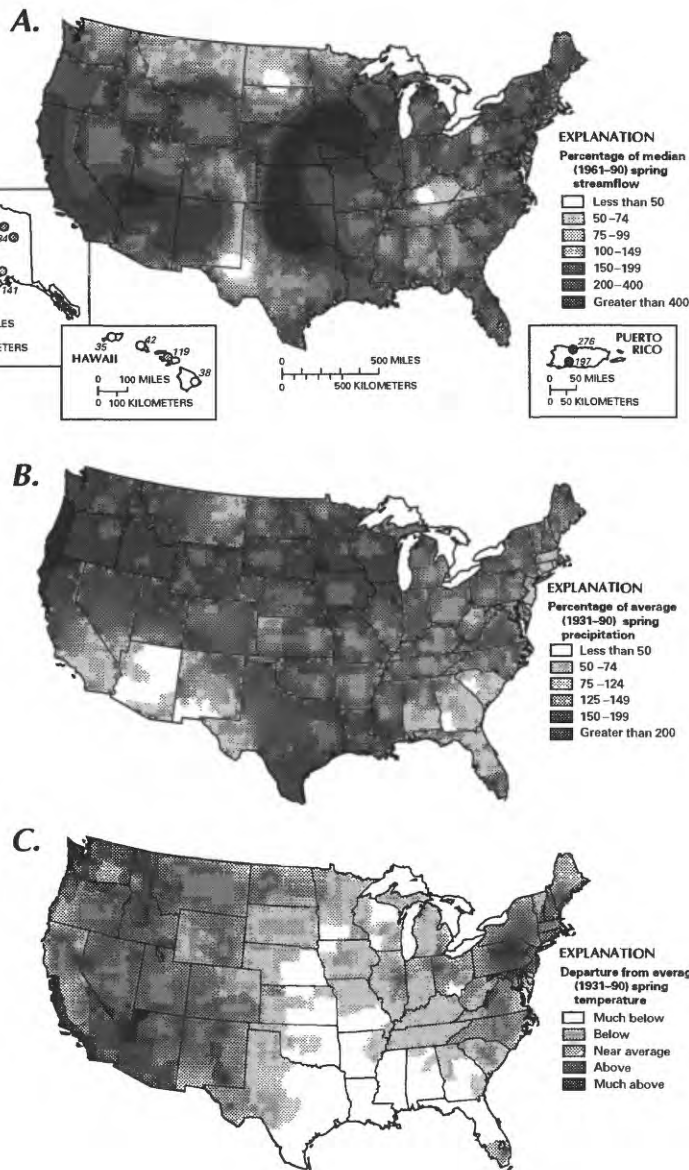 A.
EXPLANATION
Percentage of median
(1961–90) spring
streamflow
Less than 50
50–74
75–99
100–149
150–199
200–400
Greater than 400
141
35
42
119
38
HAWAII
0 100 MILES
0 100 KILOMETERS
0 500 MILES
0 500 KILOMETERS
276
197
PUERTO
RICO
0 50 MILES
0 50 KILOMETERS
B.
EXPLANATION
Percentage of average
(1931–90) spring
precipitation
Less than 50
50–74
75–124
125–149
150–199
Greater than 200
C.
EXPLANATION
Departure from average
(1931–90) spring
temperature
Much below
Below
Near average
Above
Much above